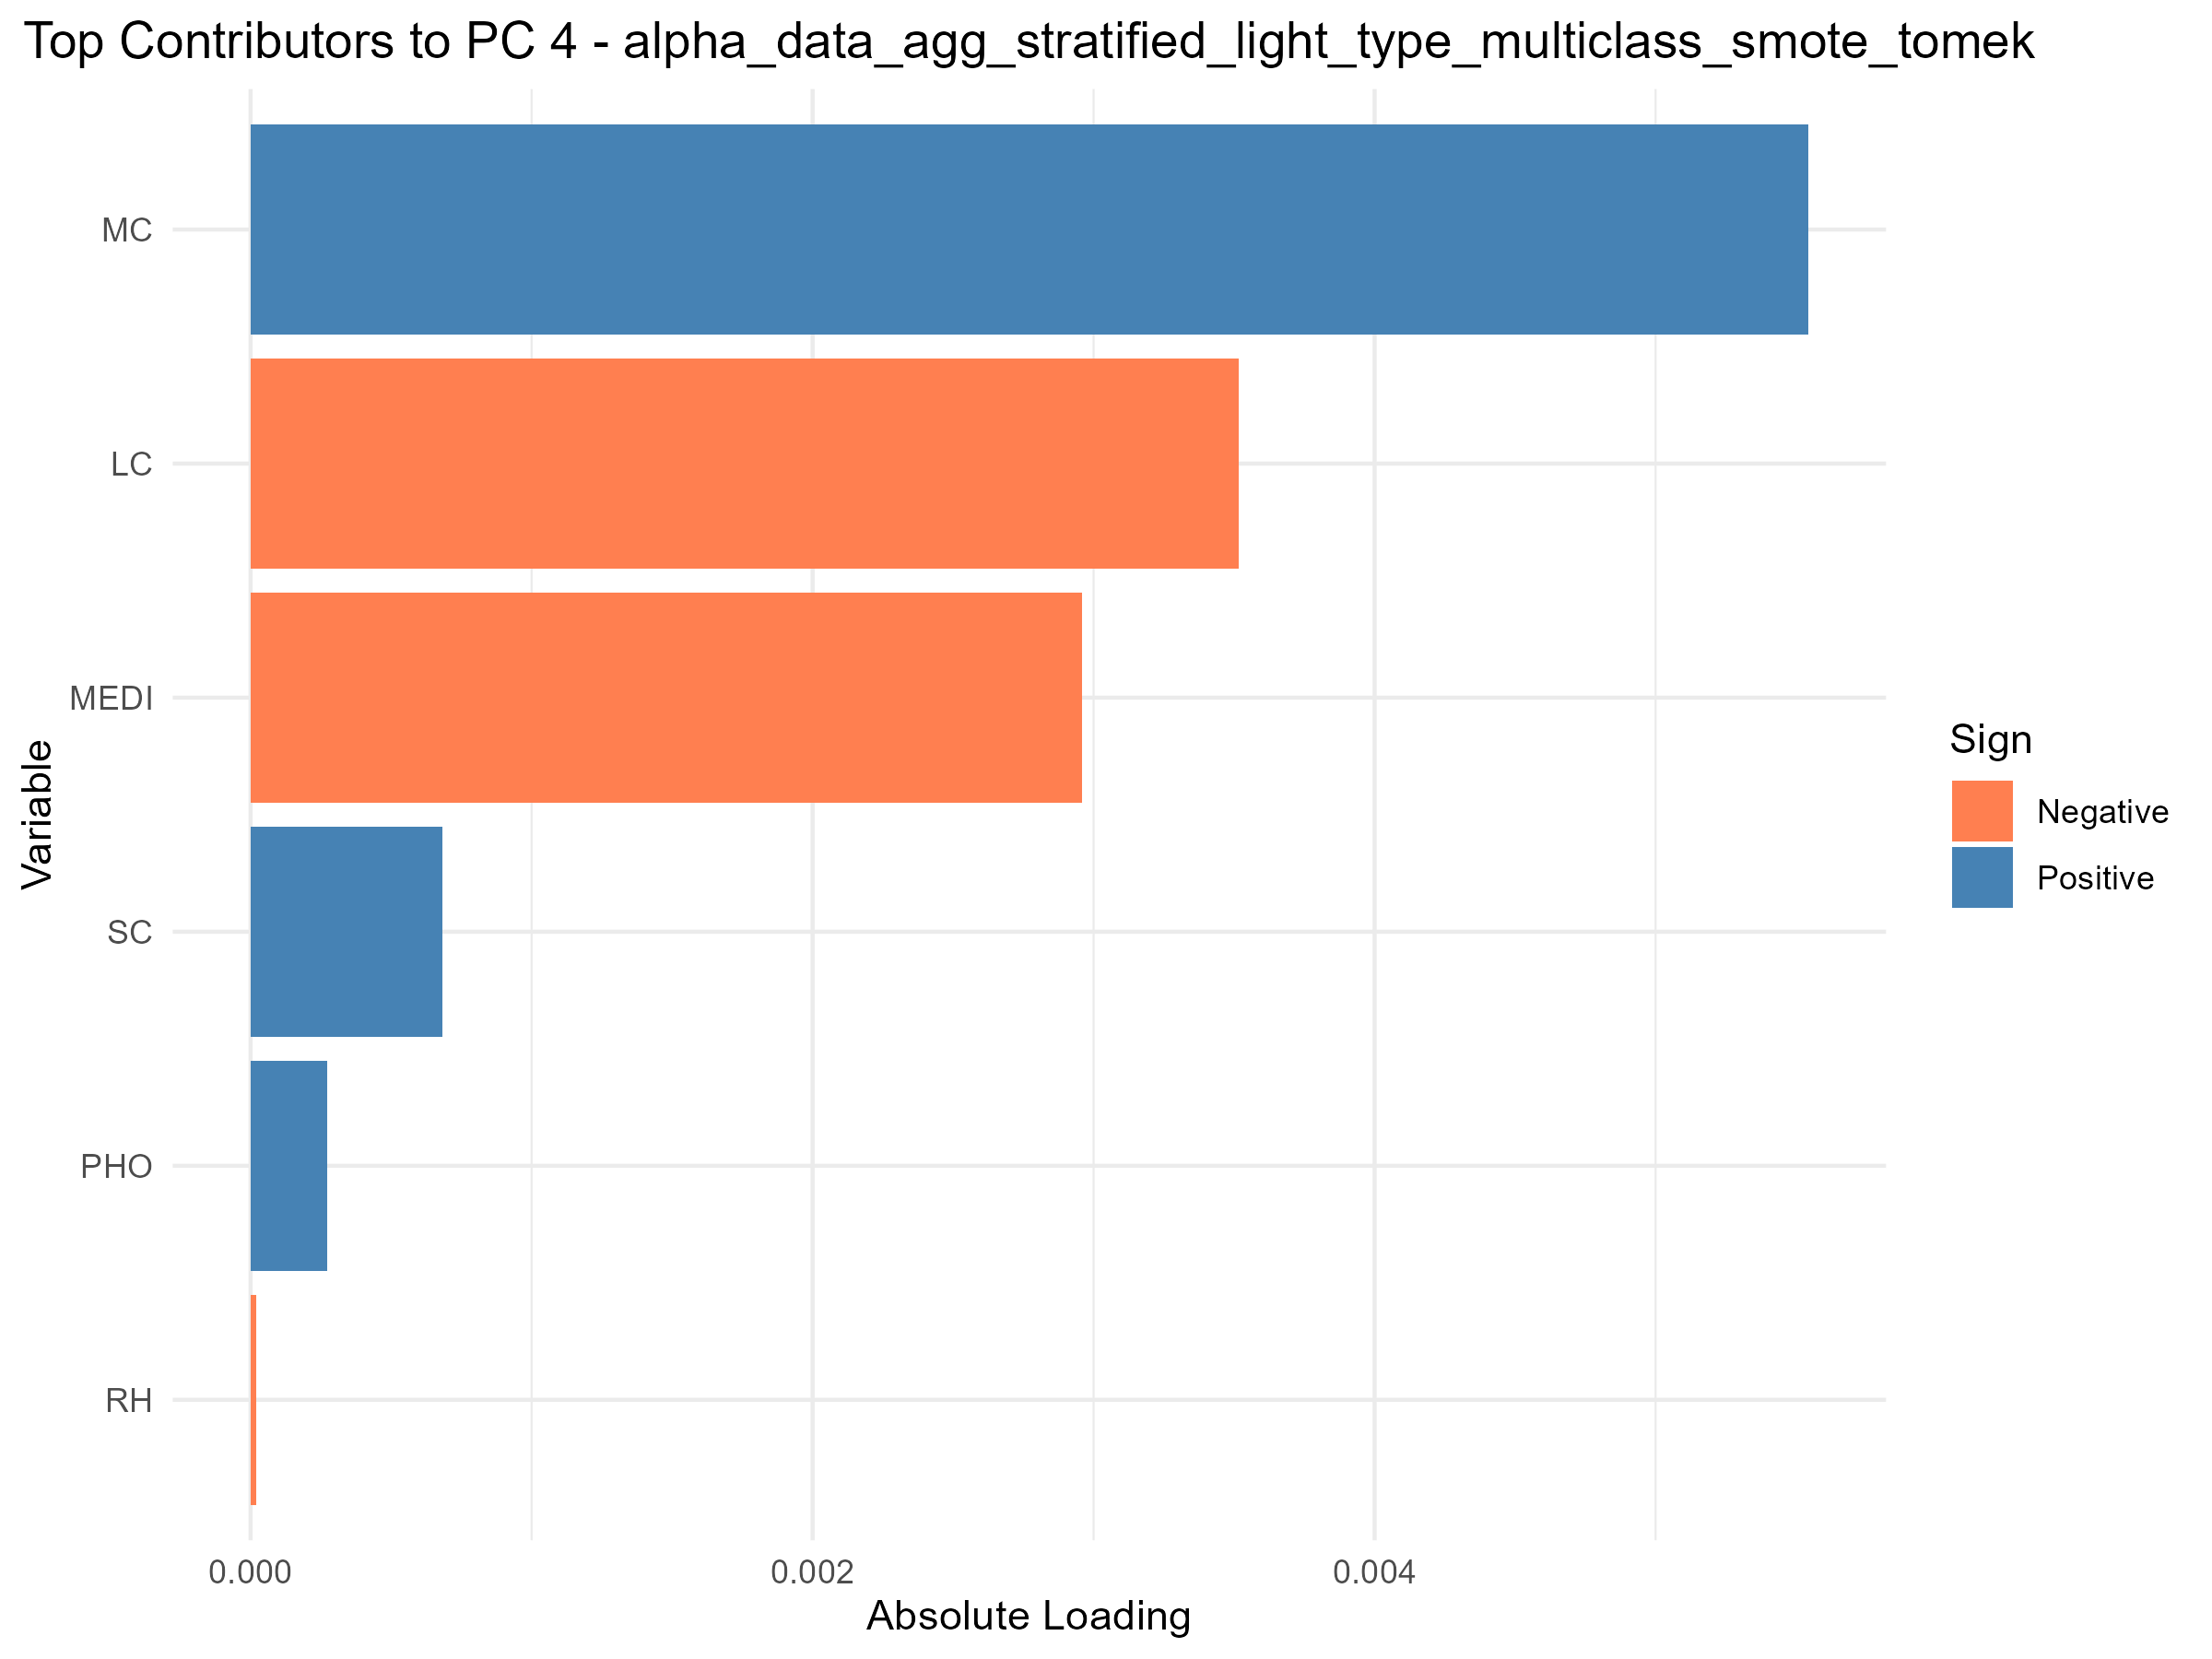 Top Contributors to PC 4 - alpha_data_agg_stratified_light_type_multiclass_smote_tomek
Variable
MC
LC
MEDI
SC
PHO
RH
0.000 0.002 0.004
Absolute Loading
Sign
Negative
Positive